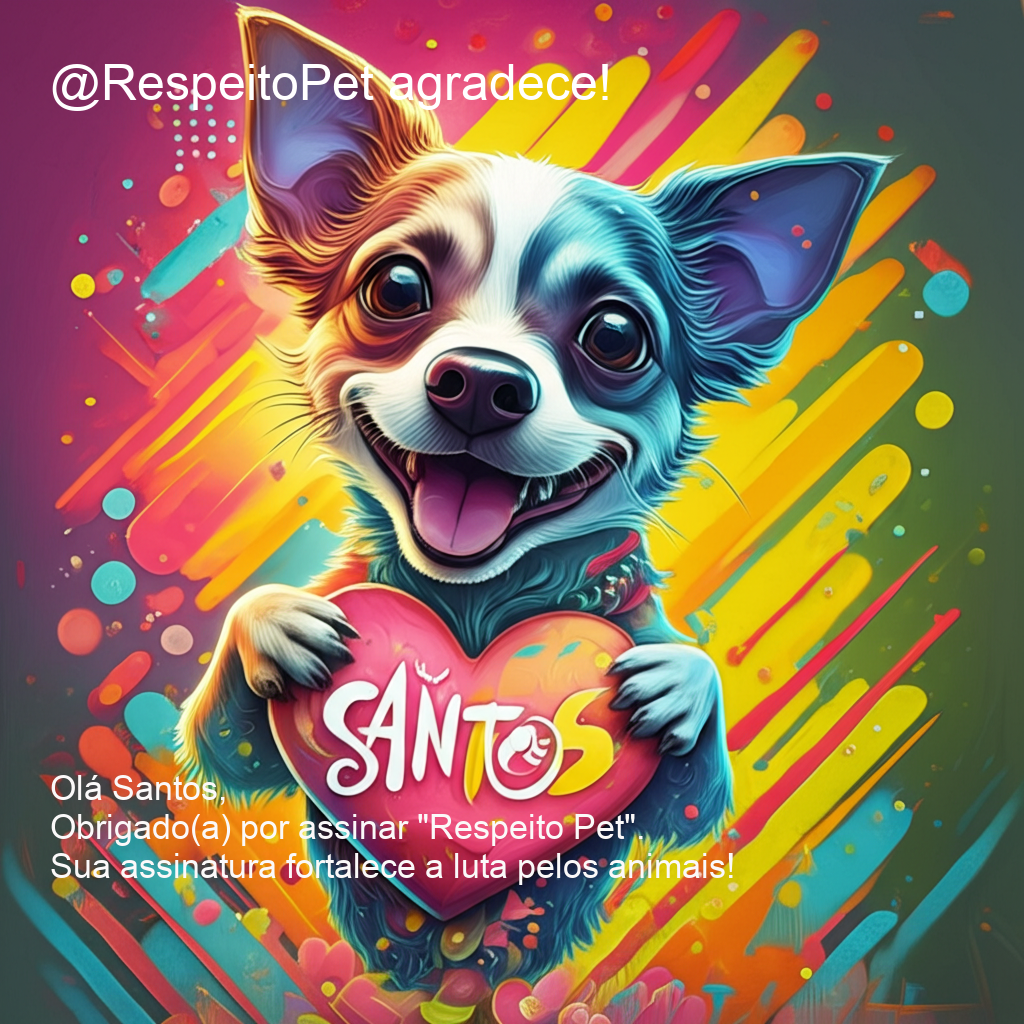 @RespeitoPet agradece!
SANTOS
Olá Santos,
Obrigado(a) por assinar "Respeito Pet".
Sua assinatura fortalece a luta pelos animais!